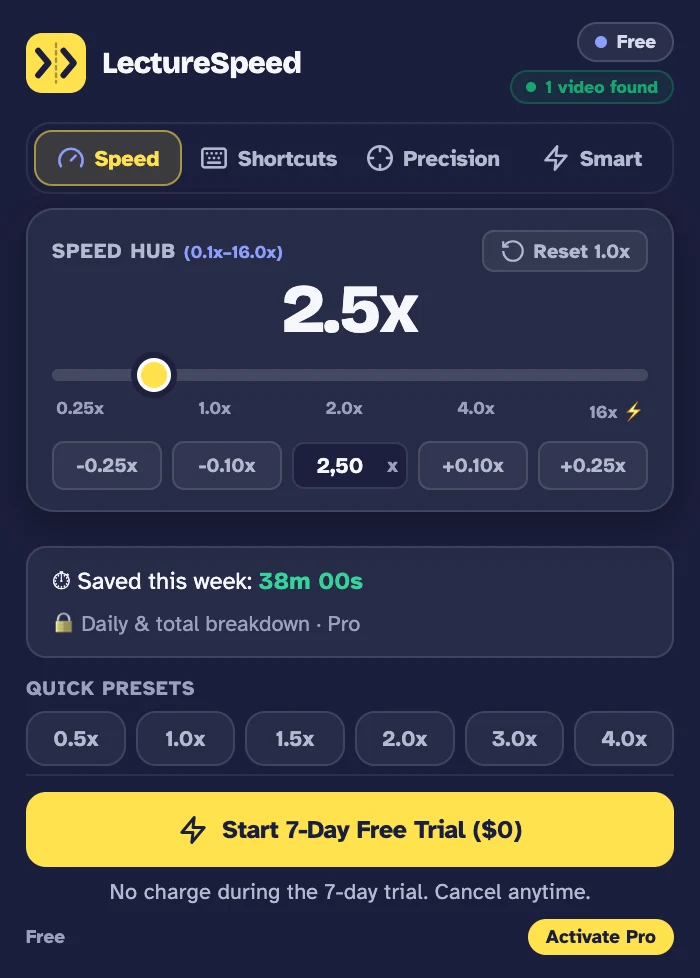 LectureSpeed
Free
1 video found
Speed
Shortcuts
Precision
Smart
SPEED HUB (0.1x–16.0x)
Reset 1.0x
2.5x
0.25x 1.0x 2.0x 4.0x 16x ⚡
-0.25x
-0.10x
2,50 x
+0.10x
+0.25x
⏱ Saved this week: 38m 00s
🔒 Daily & total breakdown · Pro
QUICK PRESETS
0.5x
1.0x
1.5x
2.0x
3.0x
4.0x
Start 7-Day Free Trial ($0)
No charge during the 7-day trial. Cancel anytime.
Free
Activate Pro